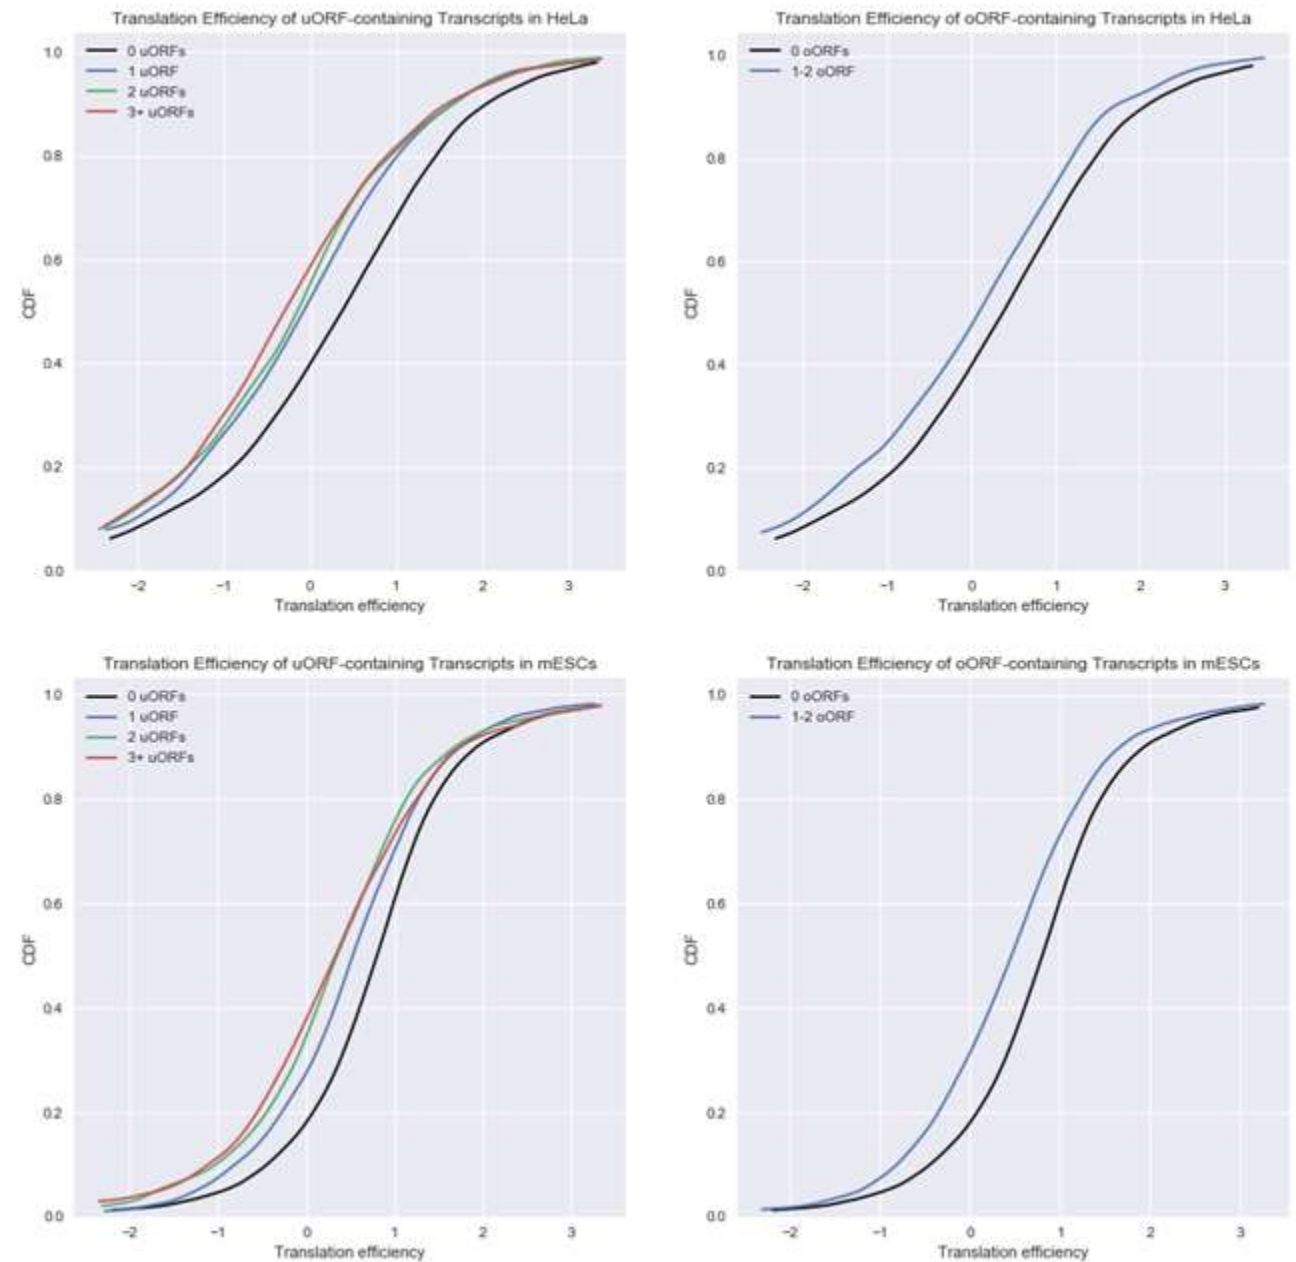 Translation Efficiency of uORF-containing Transcripts in HeLa
1.0
0.8
0.6
0.4
0.2
0.0
CDF
0 uORFs
1 uORF
2 uORFs
3+ uORFs
−2 −1 0 1 2 3
Translation efficiency
Translation Efficiency of oORF-containing Transcripts in HeLa
1.0
0.8
0.6
0.4
0.2
0.0
CDF
0 oORFs
1-2 oORF
−2 −1 0 1 2 3
Translation efficiency
Translation Efficiency of uORF-containing Transcripts in mESCs
1.0
0.8
0.6
0.4
0.2
0.0
CDF
0 uORFs
1 uORF
2 uORFs
3+ uORFs
−2 −1 0 1 2 3
Translation efficiency
Translation Efficiency of oORF-containing Transcripts in mESCs
1.0
0.8
0.6
0.4
0.2
0.0
CDF
0 oORFs
1-2 oORF
−2 −1 0 1 2 3
Translation efficiency